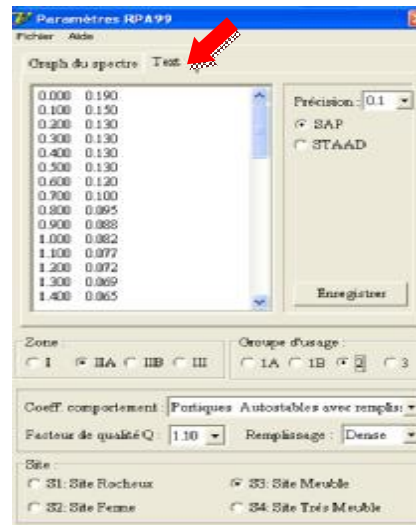 Paramètres RPA99
Fichier Aide
Graph du spectre Text
0.000 0.190
0.100 0.150
0.200 0.130
0.300 0.130
0.400 0.130
0.500 0.130
0.600 0.120
0.700 0.100
0.800 0.095
0.900 0.088
1.000 0.082
1.100 0.077
1.200 0.072
1.300 0.069
1.400 0.065
Précision : 0.1
SAP
STAAD
Enregistrer
Zone
I IIA IIB III
Groupe d'usage :
1A 1B 2 3
Coeff. comportement : Portiques Autostables avec remplis:
Facteur de qualité Q : 1.10 Remplissage : Dense
Site :
S1: Site Rocheux S3: Site Meuble
S2: Site Ferme S4: Site Trés Meuble